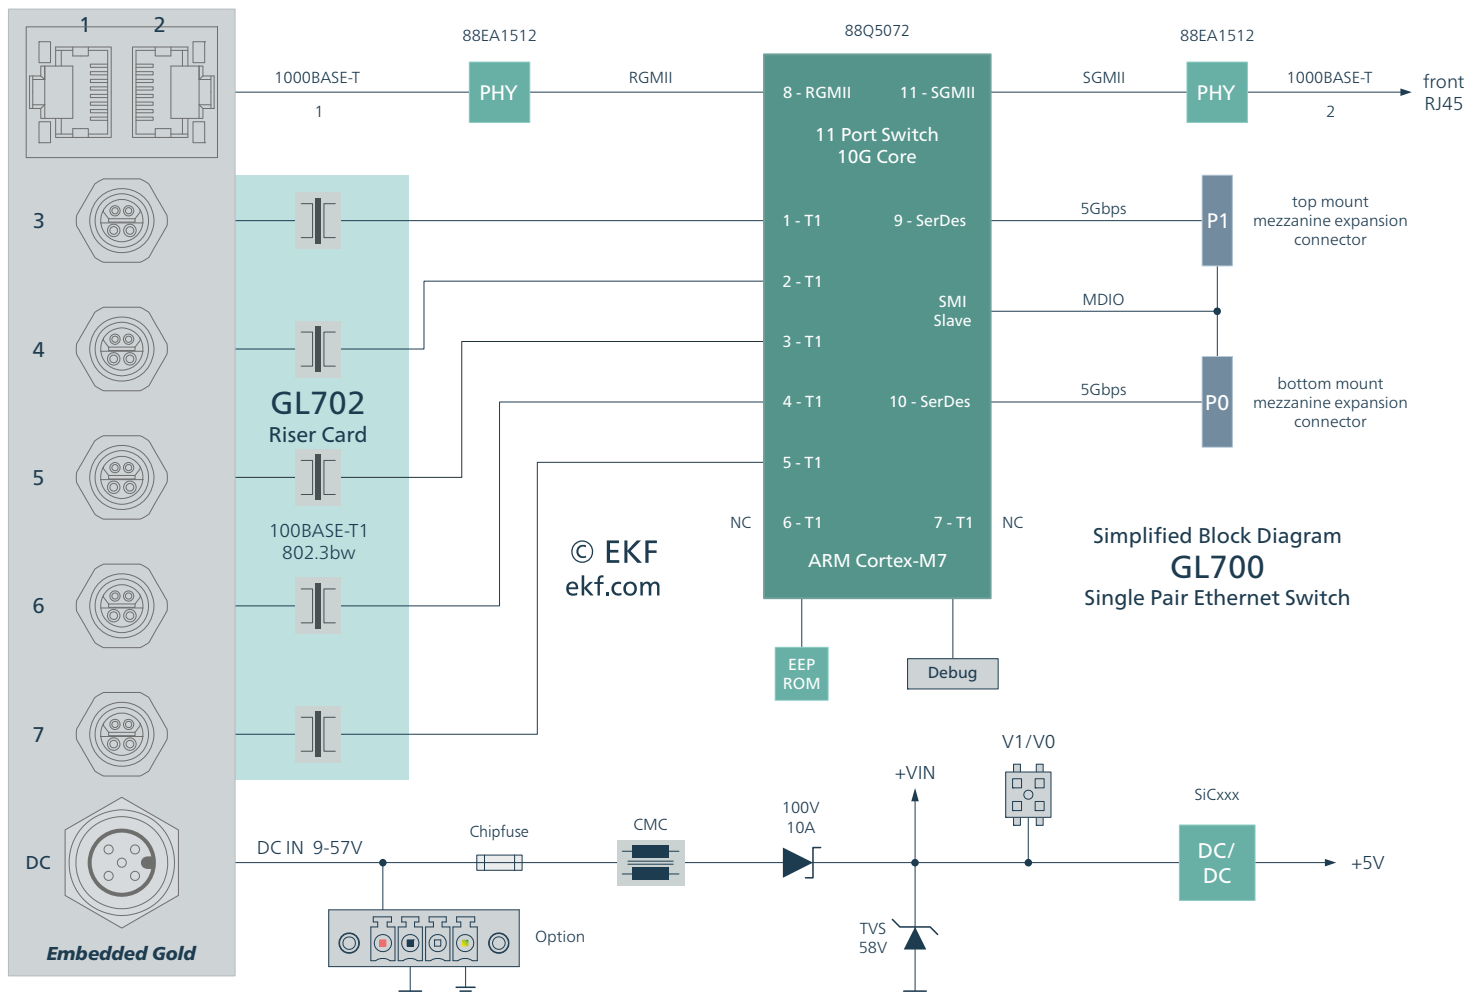 1
2
88EA1512
88Q5072
88EA1512
1000BASE-T
1
PHY
RGMII
8 - RGMII
11 - SGMII
SGMII
PHY
1000BASE-T
2
front
RJ45
11 Port Switch
10G Core
3
1 - T1
9 - SerDes
5Gbps
P1
top mount
mezzanine expansion
connector
2 - T1
SMI
Slave
MDIO
4
3 - T1
GL702
Riser Card
4 - T1
10 - SerDes
5Gbps
P0
bottom mount
mezzanine expansion
connector
5
5 - T1
100BASE-T1
802.3bw
NC
6 - T1
7 - T1
NC
ARM Cortex-M7
© EKF
ekf.com
Simplified Block Diagram
GL700
Single Pair Ethernet Switch
6
EEP
ROM
Debug
7
V1/V0
+VIN
SiCxxx
DC
DC IN 9-57V
Chipfuse
CMC
100V
10A
DC/
DC
+5V
Option
TVS
58V
Embedded Gold